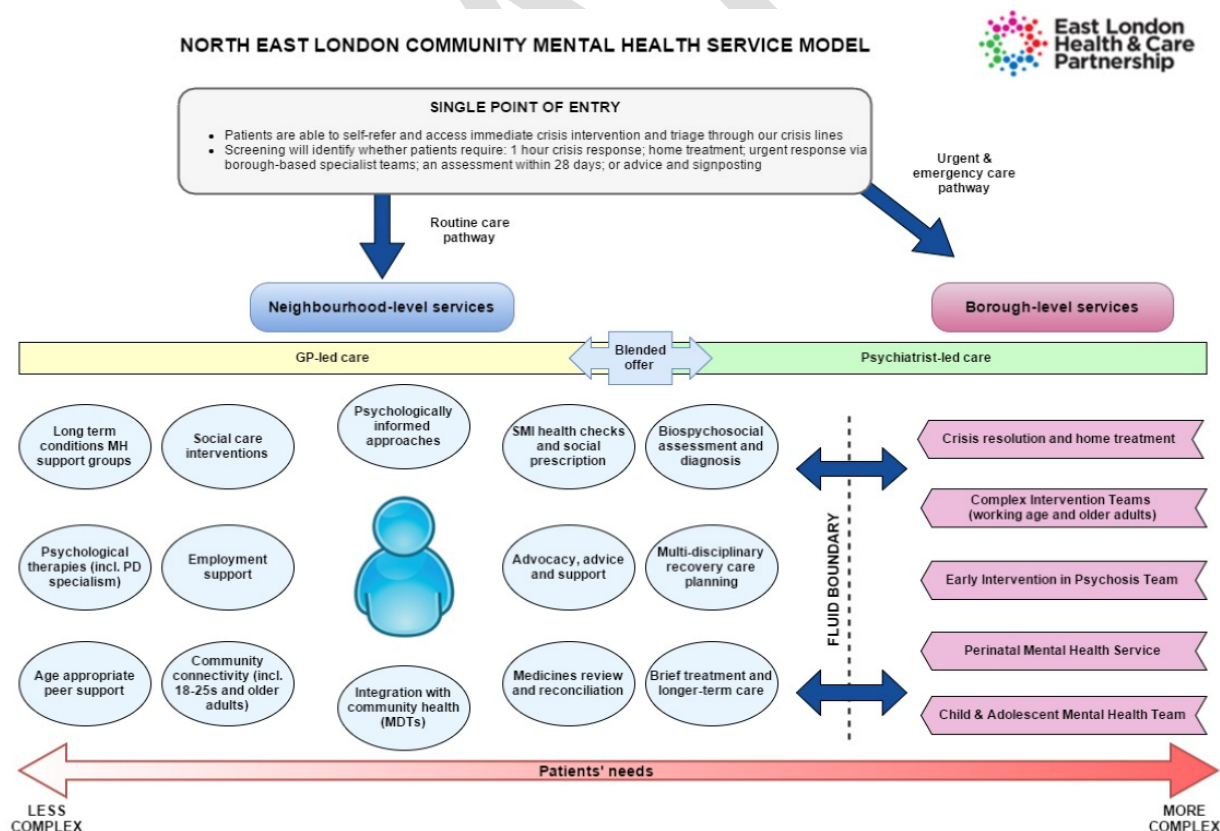 East London
Health & Care
Partnership
NORTH EAST LONDON COMMUNITY MENTAL HEALTH SERVICE MODEL
SINGLE POINT OF ENTRY
• Patients are able to self-refer and access immediate crisis intervention and triage through our crisis lines
• Screening will identify whether patients require: 1 hour crisis response; home treatment; urgent response via
borough-based specialist teams; an assessment within 28 days; or advice and signposting
Urgent &
emergency care
pathway
Routine care
pathway
Neighbourhood-level services
Borough-level services
GP-led care
Blended
offer
Psychiatrist-led care
Long term
conditions MH
support groups
Social care
interventions
Psychologically
informed
approaches
SMI health checks
and social
prescription
Biospychosocial
assessment and
diagnosis
Crisis resolution and home treatment
Complex Intervention Teams
(working age and older adults)
Psychological
therapies (incl. PD
specialism)
Employment
support
Advocacy, advice
and support
Multi-disciplinary
recovery care
planning
FLUID BOUNDARY
Early Intervention in Psychosis Team
Age appropriate
peer support
Community
connectivity (incl.
18-25s and older
adults)
Integration with
community health
(MDTs)
Medicines review
and reconciliation
Brief treatment and
longer-term care
Perinatal Mental Health Service
Child & Adolescent Mental Health Team
Patients' needs
LESS
COMPLEX
MORE
COMPLEX